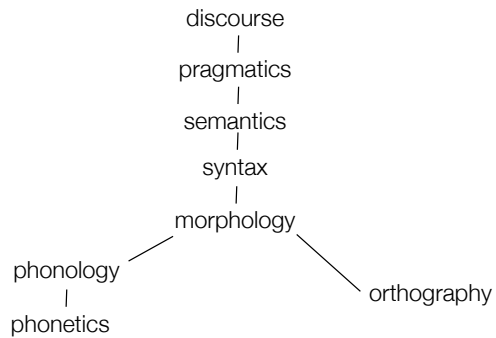 discourse
pragmatics
semantics
syntax
morphology
phonology
orthography
phonetics